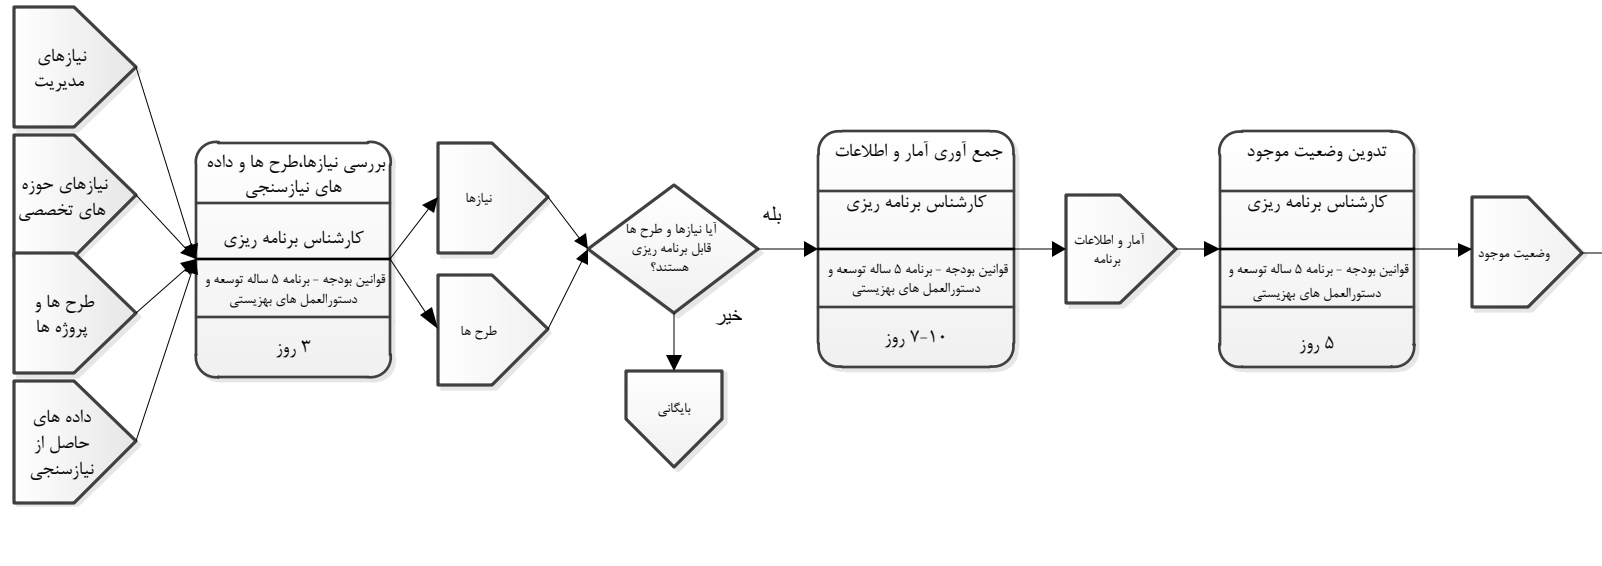 نیازهای
مدیریت
نیازهای حوزه
های تخصصی
طرح ها و
پروژه ها
داده های
حاصل از
نیازسنجی
بررسی نیازها،طرح ها و داده
های نیازسنجی
کارشناس برنامه ریزی
قوانین بودجه - برنامه ۵ ساله توسعه و
دستورالعمل های بهزیستی
۳ روز
نیازها
طرح ها
آیا نیازها و طرح ها
قابل برنامه ریزی
هستند؟
بله
خیر
بایگانی
جمع آوری آمار و اطلاعات
کارشناس برنامه ریزی
قوانین بودجه - برنامه ۵ ساله توسعه و
دستورالعمل های بهزیستی
۷-۱۰ روز
آمار و اطلاعات
برنامه
تدوین وضعیت موجود
کارشناس برنامه ریزی
قوانین بودجه - برنامه ۵ ساله توسعه و
دستورالعمل های بهزیستی
۵ روز
وضعیت موجود